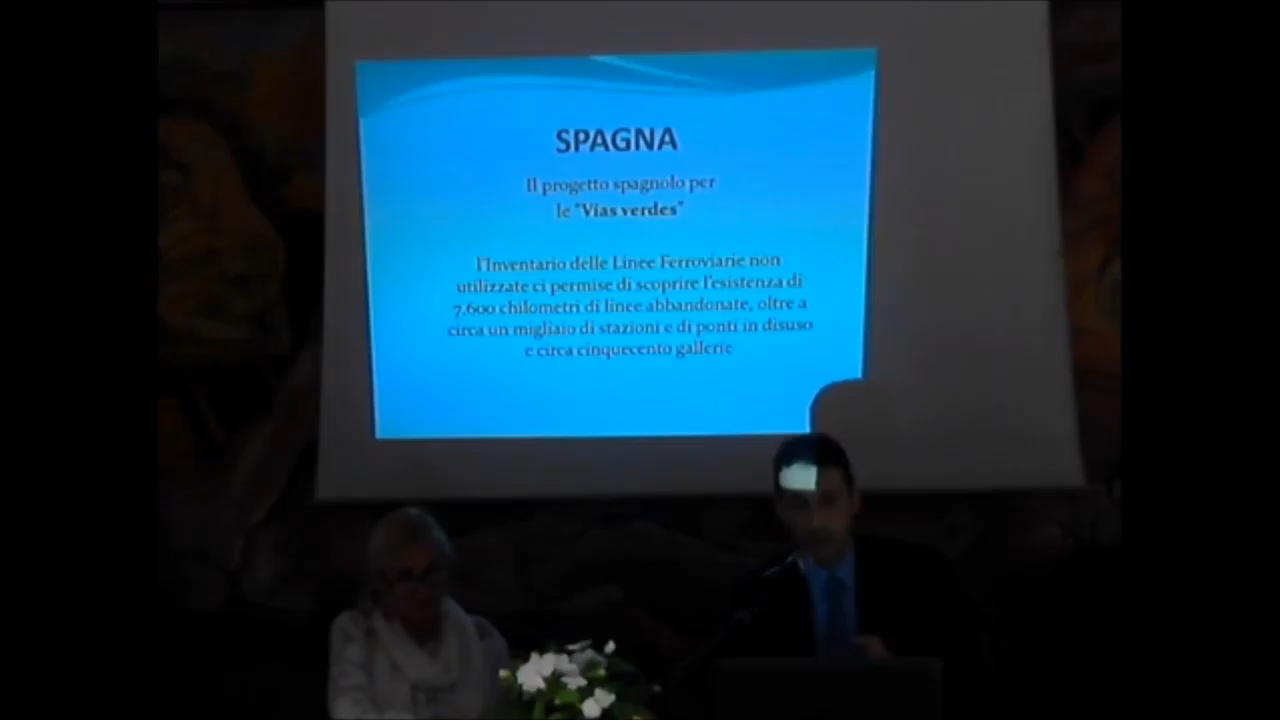 SPAGNA
Il progetto spagnolo per
le "Vías verdes"
l'Inventario delle Linee Ferroviarie non
utilizzate ci permise di scoprire l'esistenza di
7.600 chilometri di linee abbandonate, oltre a
circa un migliaio di stazioni e di ponti in disuso
e circa cinquecento gallerie